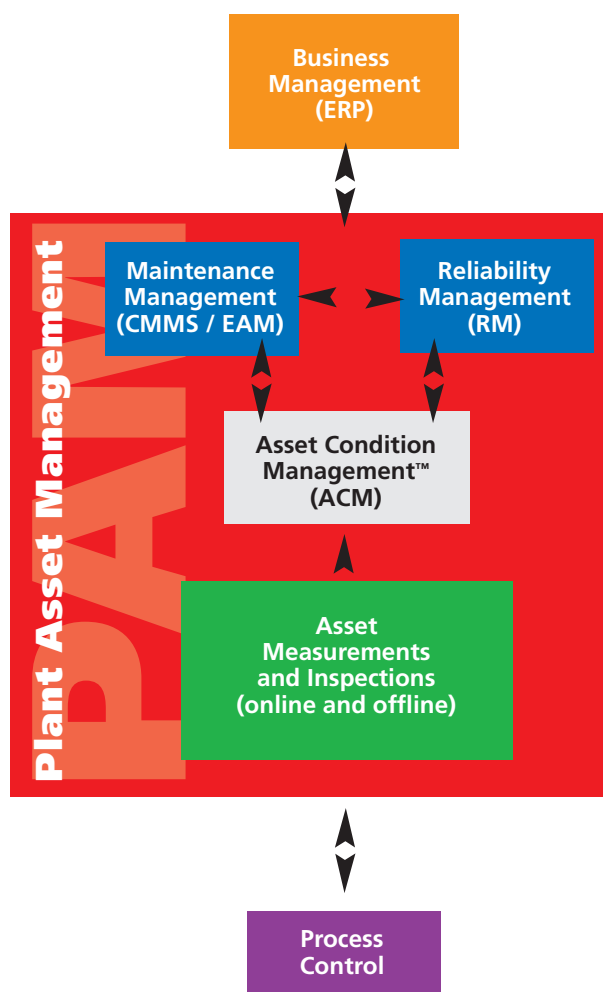 Business
Management
(ERP)
PAM
Plant Asset Management
Maintenance
Management
(CMMS / EAM)
Reliability
Management
(RM)
Asset Condition
Management™
(ACM)
Asset
Measurements
and Inspections
(online and offline)
Process
Control